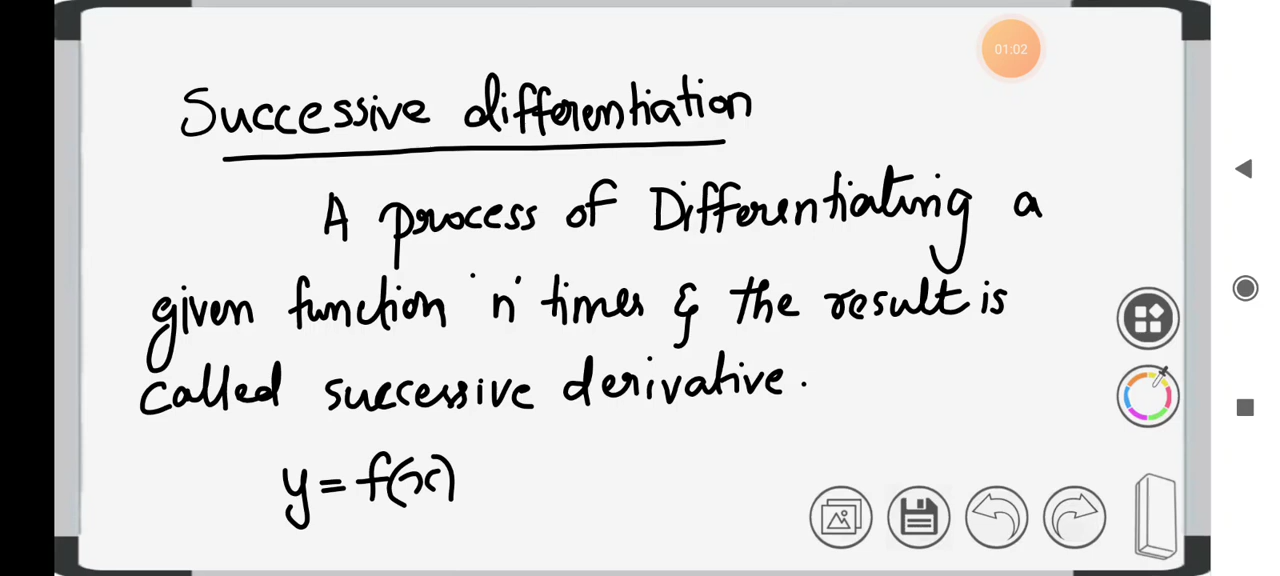 01:02
Successive differentiation
A process of Differentiating a
given function 'n' times & the result is
called successive derivative.
y = f(x)